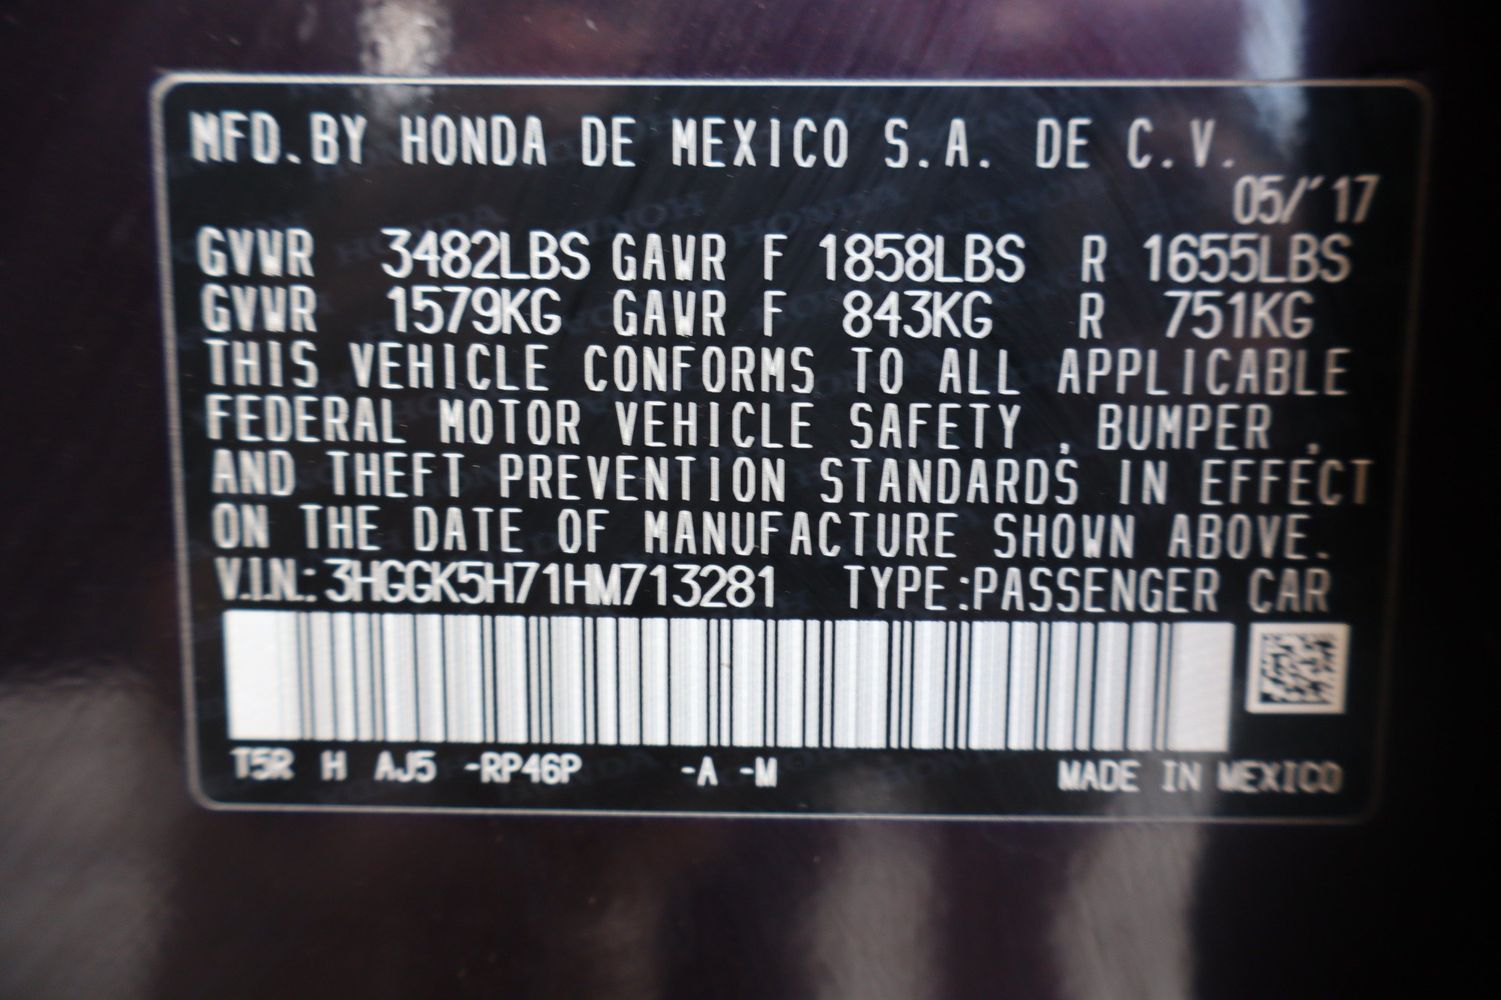 MFD.BY HONDA DE MEXICO S.A. DE C.V.
05/'17
GVWR 3482LBS GAWR F 1858LBS R 1655LBS
GVWR 1579KG GAWR F 843KG R 751KG
THIS VEHICLE CONFORMS TO ALL APPLICABLE
FEDERAL MOTOR VEHICLE SAFETY , BUMPER ,
AND THEFT PREVENTION STANDARDS IN EFFECT
ON THE DATE OF MANUFACTURE SHOWN ABOVE.
V.I.N.: 3HGGK5H71HM713281 TYPE:PASSENGER CAR
T5R H AJ5 -RP46P -A -M MADE IN MEXICO